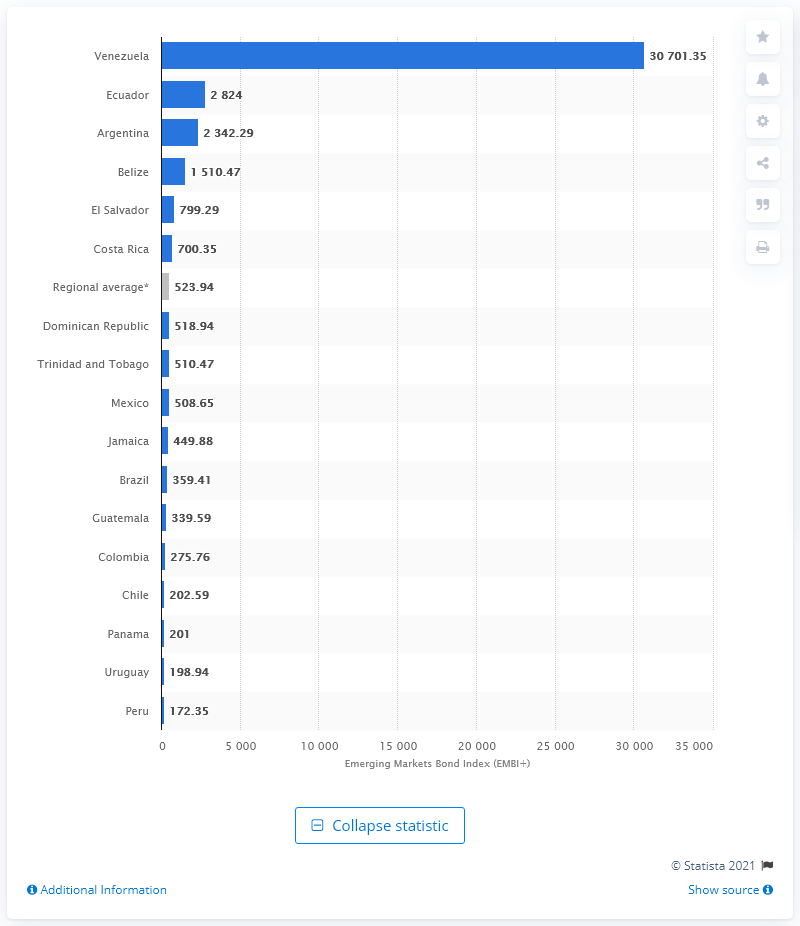 Venezuela 30 701.35
Ecuador 2 824
Argentina 2 342.29
Belize 1 510.47
El Salvador 799.29
Costa Rica 700.35
Regional average* 523.94
Dominican Republic 518.94
Trinidad and Tobago 510.47
Mexico 508.65
Jamaica 449.88
Brazil 359.41
Guatemala 339.59
Colombia 275.76
Chile 202.59
Panama 201
Uruguay 198.94
Peru 172.35
0 5 000 10 000 15 000 20 000 25 000 30 000 35 000
Emerging Markets Bond Index (EMBI+)
Collapse statistic
© Statista 2021
Additional Information Show source